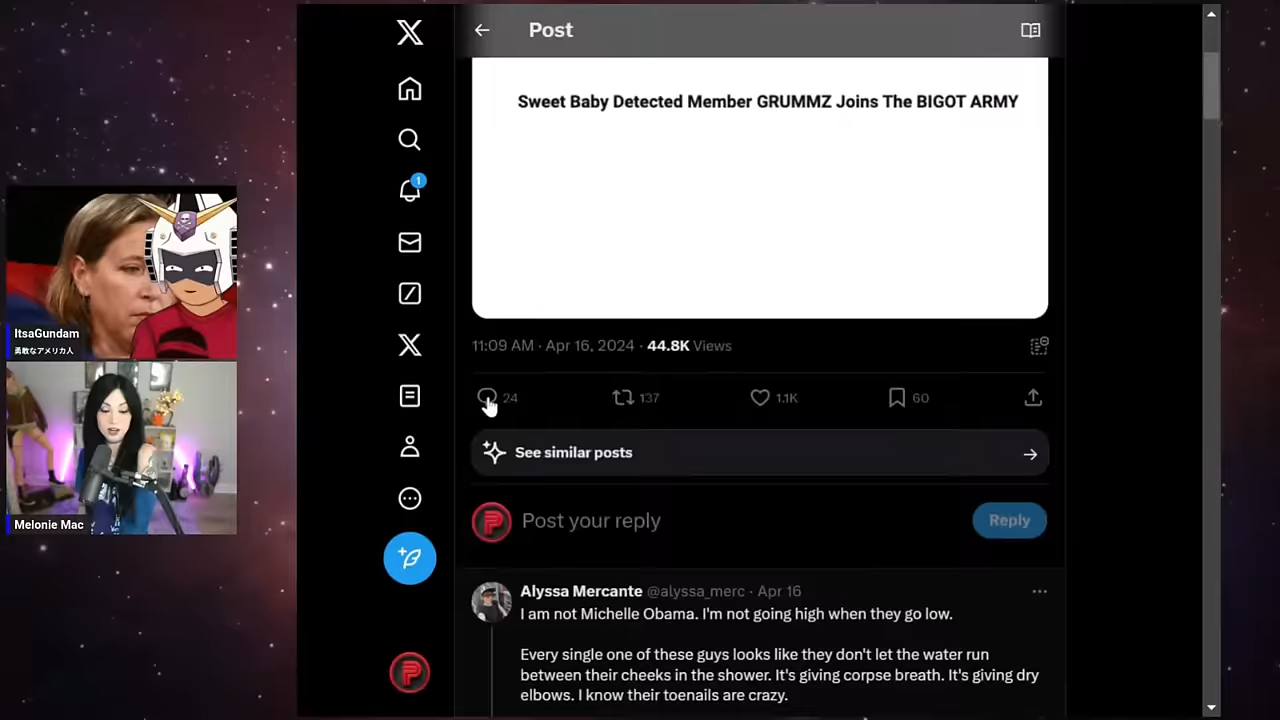 Post
Sweet Baby Detected Member GRUMMZ Joins The BIGOT ARMY
1
ItsaGundam
勇敢なアメリカ人
Melonie Mac
11:09 AM · Apr 16, 2024 · 44.8K Views
24 137 1.1K 60
See similar posts
Post your reply
Reply
Alyssa Mercante @alyssa_merc · Apr 16
I am not Michelle Obama. I'm not going high when they go low.
Every single one of these guys looks like they don't let the water run
between their cheeks in the shower. It's giving corpse breath. It's giving dry
elbows. I know their toenails are crazy.